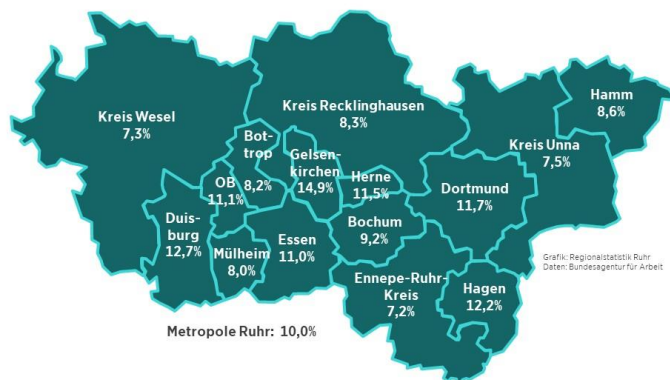 Kreis Wesel
7,3%
Kreis Recklinghausen
8,3%
Hamm
8,6%
Kreis Unna
7,5%
Bot-
trop
8,2%
Gelsen-
kirchen
14,9%
Herne
11,5%
OB
11,1%
Dortmund
11,7%
Duis-
burg
12,7%
Mülheim
8,0%
Essen
11,0%
Bochum
9,2%
Ennepe-Ruhr-
Kreis
7,2%
Hagen
12,2%
Grafik: Regionalstatistik Ruhr
Daten: Bundesagentur für Arbeit
Metropole Ruhr: 10,0%